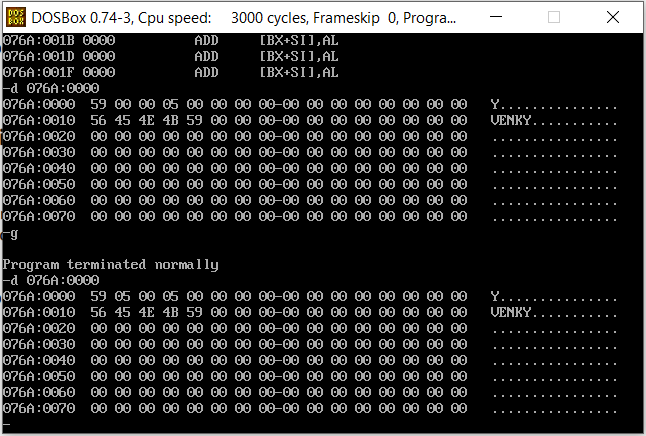 DOSBox 0.74-3, Cpu speed:    3000 cycles, Frameskip  0, Progra...
076A:001B 0000          ADD     [BX+SI],AL
076A:001D 0000          ADD     [BX+SI],AL
076A:001F 0000          ADD     [BX+SI],AL
-d 076A:0000
076A:0000  59 00 00 05 00 00 00 00-00 00 00 00 00 00 00 00   Y...............
076A:0010  56 45 4E 4B 59 00 00 00-00 00 00 00 00 00 00 00   VENKY...........
076A:0020  00 00 00 00 00 00 00 00-00 00 00 00 00 00 00 00   ................
076A:0030  00 00 00 00 00 00 00 00-00 00 00 00 00 00 00 00   ................
076A:0040  00 00 00 00 00 00 00 00-00 00 00 00 00 00 00 00   ................
076A:0050  00 00 00 00 00 00 00 00-00 00 00 00 00 00 00 00   ................
076A:0060  00 00 00 00 00 00 00 00-00 00 00 00 00 00 00 00   ................
076A:0070  00 00 00 00 00 00 00 00-00 00 00 00 00 00 00 00   ................
-g
Program terminated normally
-d 076A:0000
076A:0000  59 05 00 05 00 00 00 00-00 00 00 00 00 00 00 00   Y...............
076A:0010  56 45 4E 4B 59 00 00 00-00 00 00 00 00 00 00 00   VENKY...........
076A:0020  00 00 00 00 00 00 00 00-00 00 00 00 00 00 00 00   ................
076A:0030  00 00 00 00 00 00 00 00-00 00 00 00 00 00 00 00   ................
076A:0040  00 00 00 00 00 00 00 00-00 00 00 00 00 00 00 00   ................
076A:0050  00 00 00 00 00 00 00 00-00 00 00 00 00 00 00 00   ................
076A:0060  00 00 00 00 00 00 00 00-00 00 00 00 00 00 00 00   ................
076A:0070  00 00 00 00 00 00 00 00-00 00 00 00 00 00 00 00   ................
-